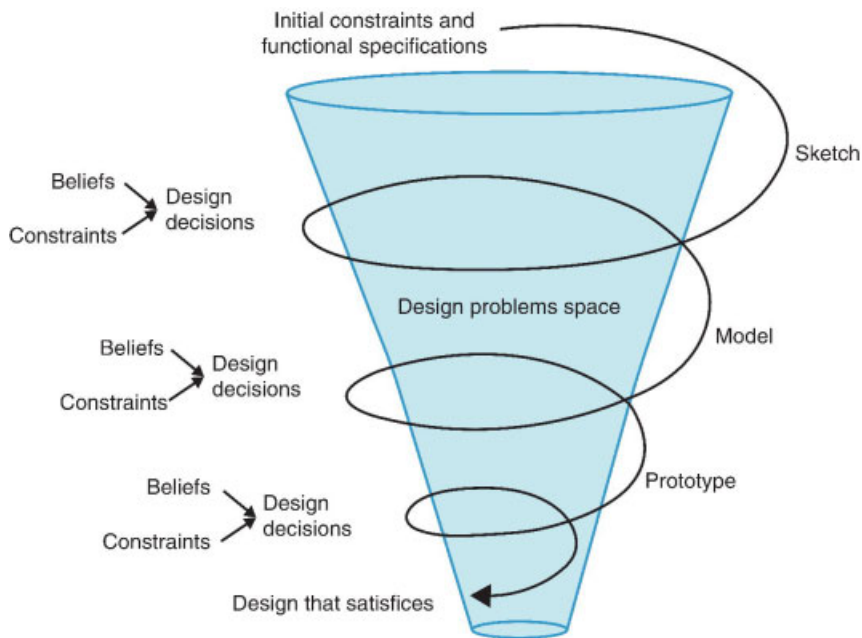 Initial constraints and
functional specifications
Sketch
Beliefs
Design
decisions
Constraints
Design problems space
Model
Beliefs
Design
decisions
Constraints
Prototype
Beliefs
Design
decisions
Constraints
Design that satisfices